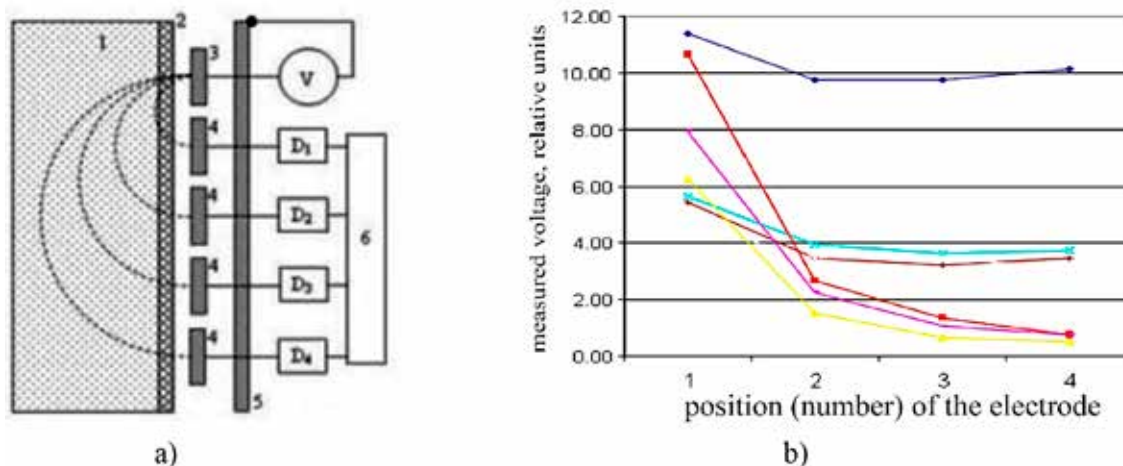 1
2
3
V
4
D1
4
D2
4
D3
4
D4
5
6
a)
measured voltage, relative units
12.00
10.00
8.00
6.00
4.00
2.00
0.00
1 2 3 4
position (number) of the electrode
b)